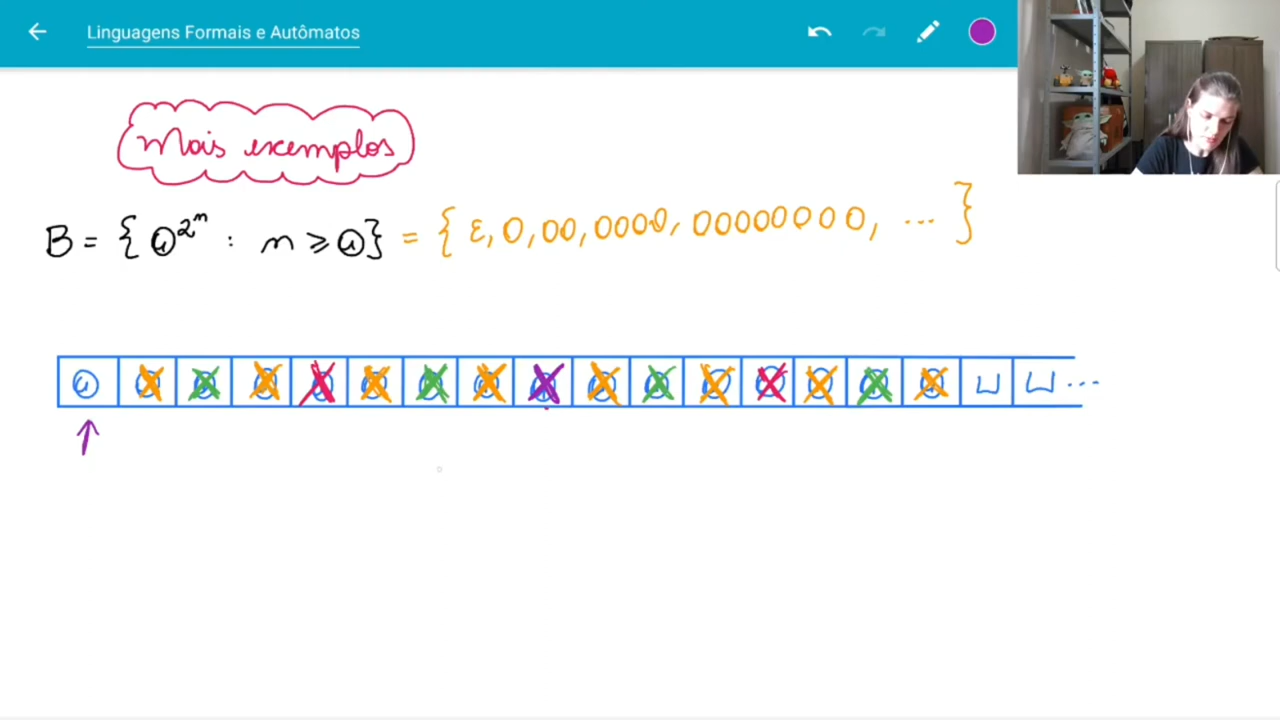 Linguagens Formais e Autômatos
Mais exemplos
B = { 0^{2^n} : n ≥ 0 } = { ε, 0, 00, 0000, 00000000, ... }
0 0 0 0 0 0 0 0 0 0 0 0 0 0 0 0 ⊔ ⊔ ...